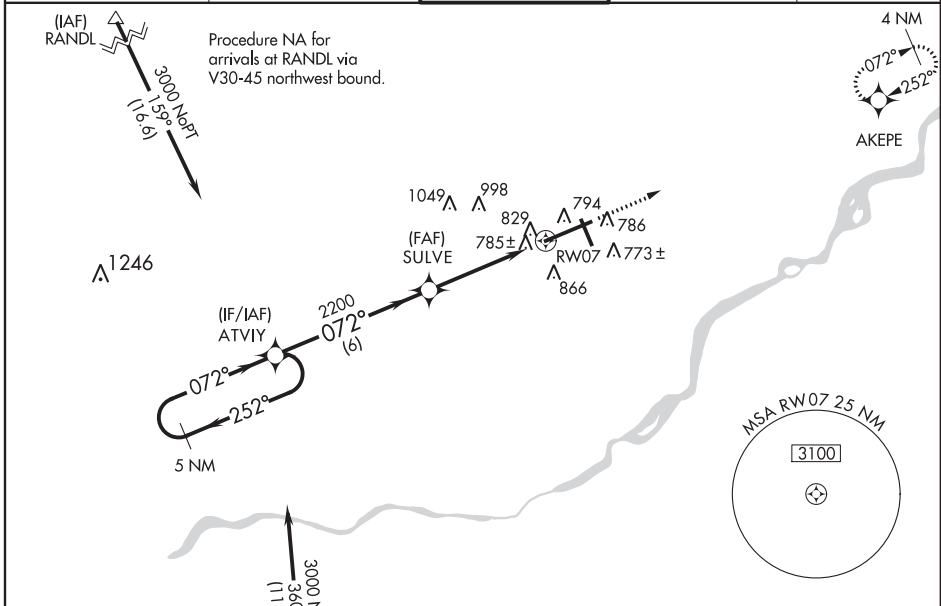 (IAF)
RANDL
Procedure NA for
arrivals at RANDL via
V30-45 northwest bound.
3000 NoPT
159°
(16.6)
4 NM
072°
252°
AKEPE
1049
998
829
794
786
785±
RW07
773±
866
(FAF)
SULVE
1246
(IF/IAF)
ATVIY
2200
072°
(6)
072°
252°
5 NM
MSA RW07 25 NM
3100
3000